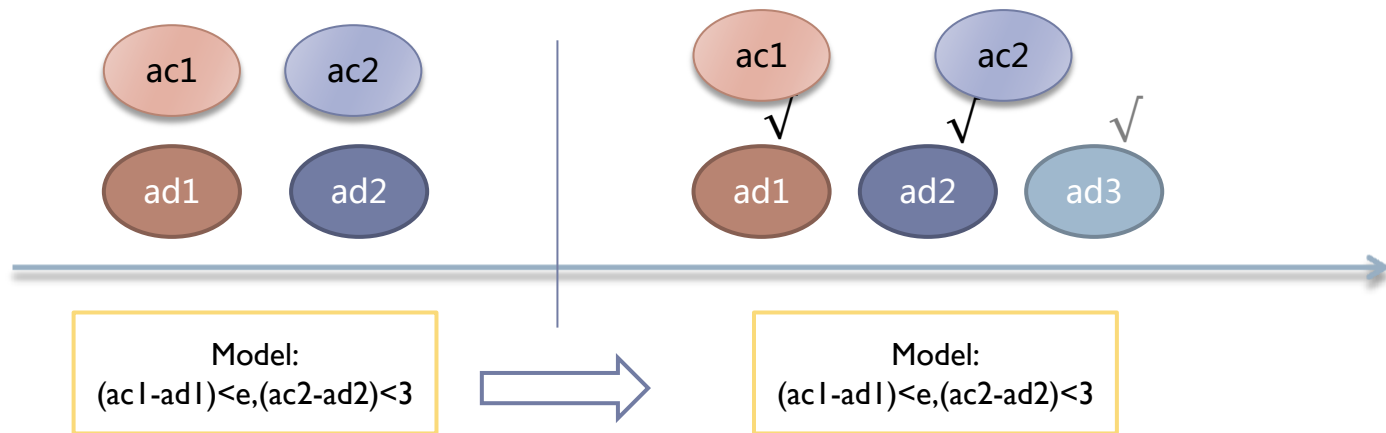 ac1 ac2
ac1 ac2
√ √ √
ad1 ad2
ad1 ad2 ad3
Model:
(ac1-ad1)<e,(ac2-ad2)<3
Model:
(ac1-ad1)<e,(ac2-ad2)<3